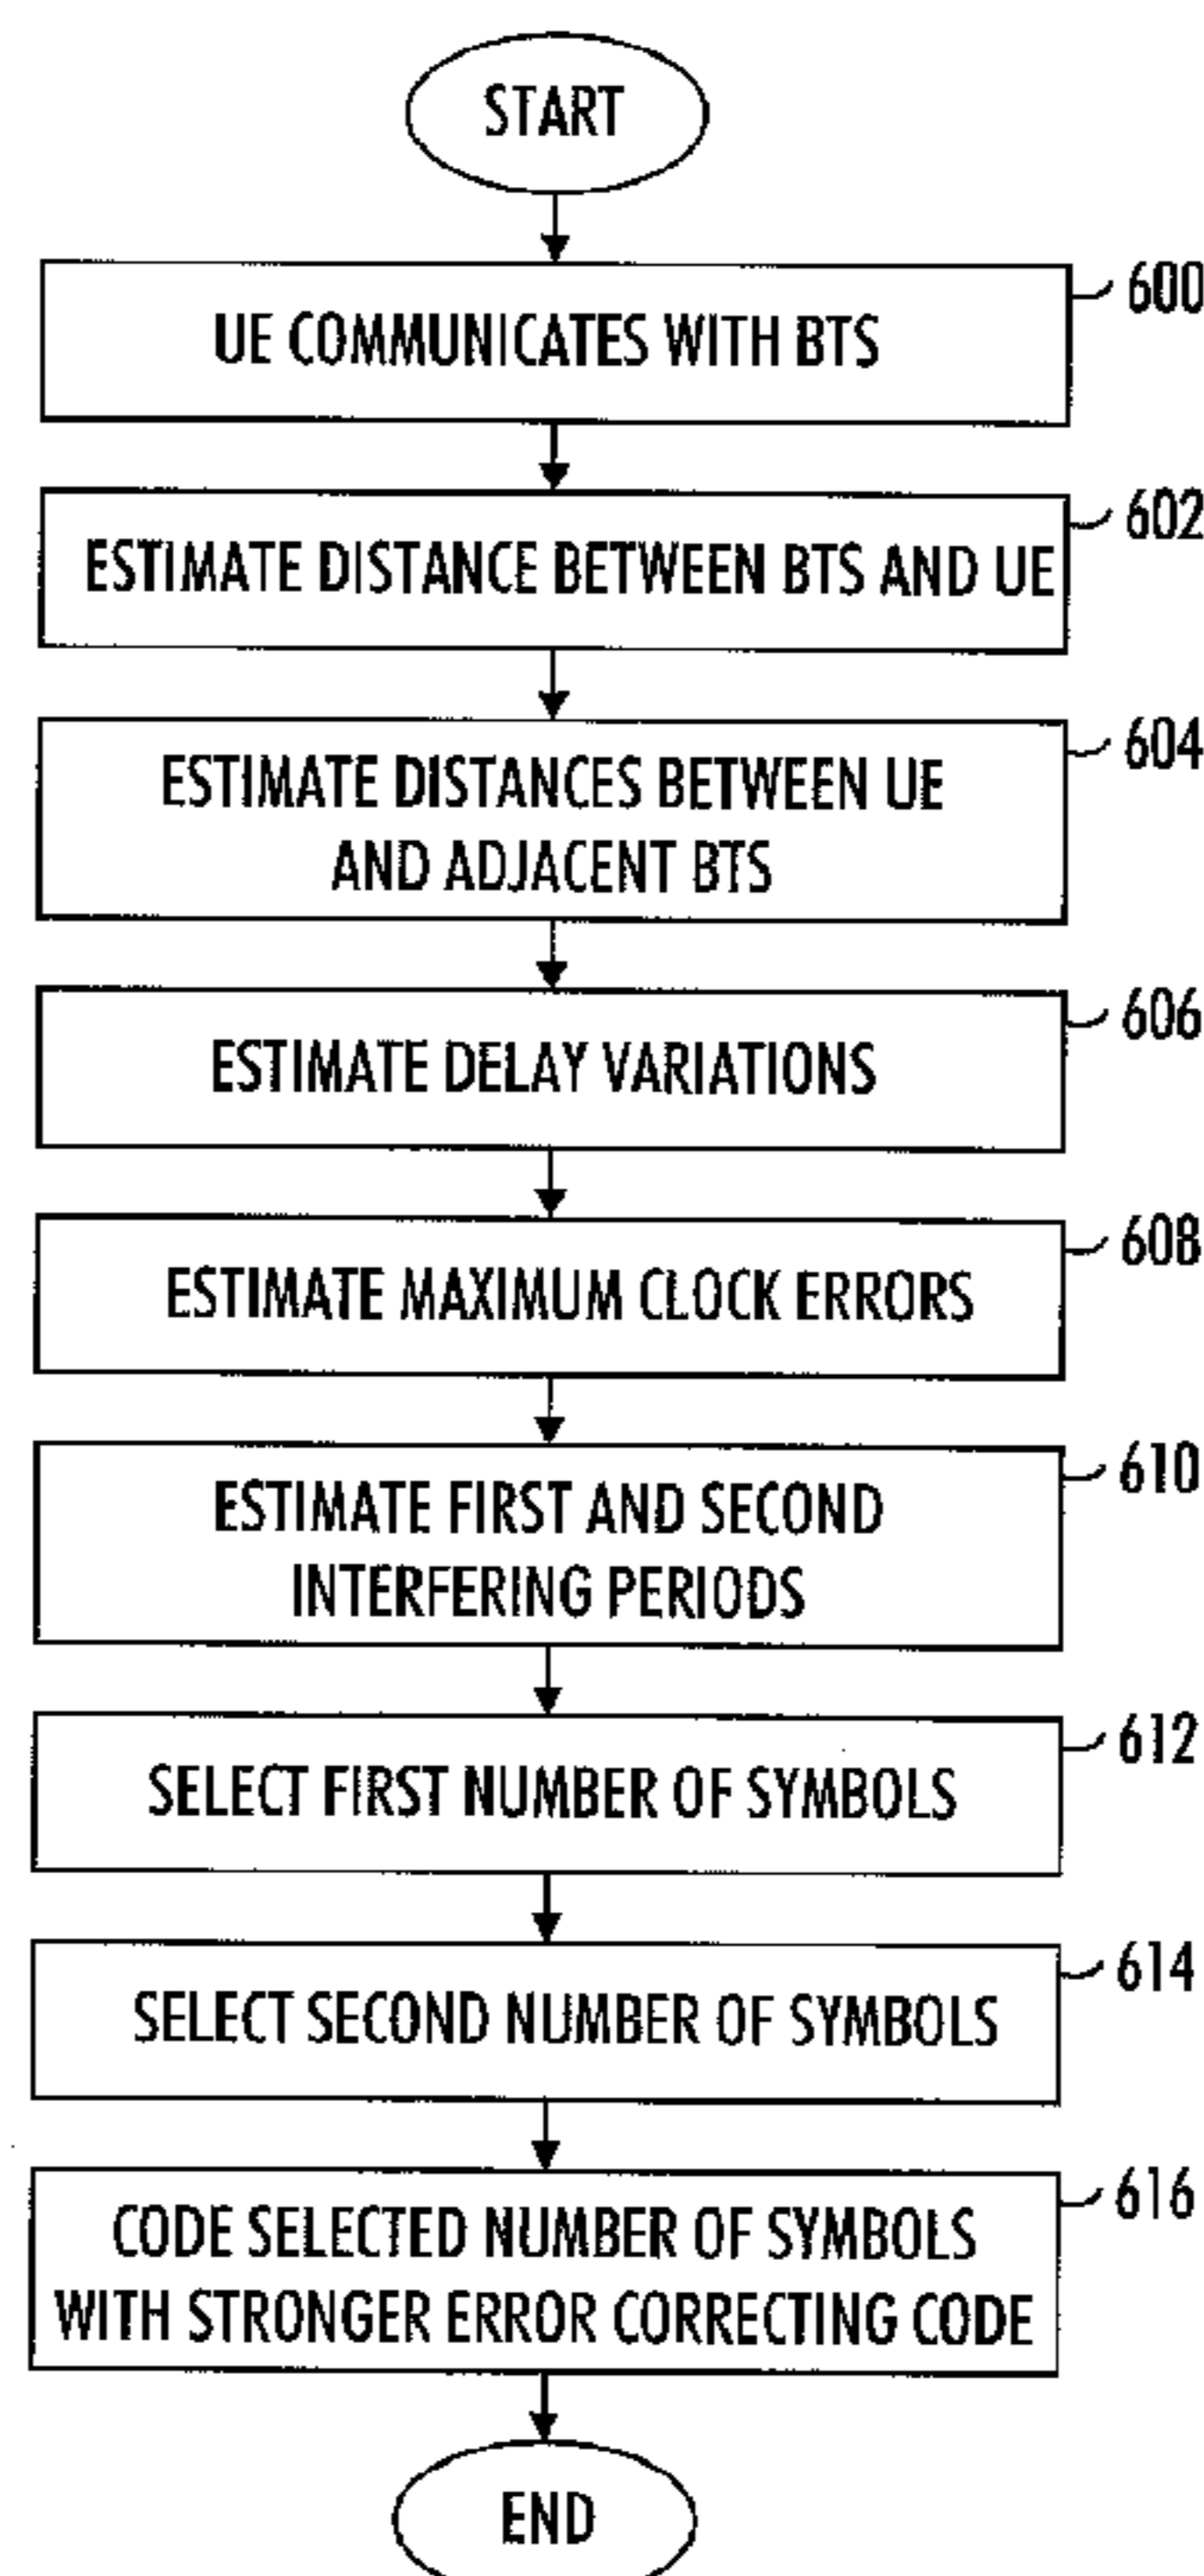 START
600
UE COMMUNICATES WITH BTS
602
ESTIMATE DISTANCE BETWEEN BTS AND UE
604
ESTIMATE DISTANCES BETWEEN UE
AND ADJACENT BTS
606
ESTIMATE DELAY VARIATIONS
608
ESTIMATE MAXIMUM CLOCK ERRORS
610
ESTIMATE FIRST AND SECOND
INTERFERING PERIODS
612
SELECT FIRST NUMBER OF SYMBOLS
614
SELECT SECOND NUMBER OF SYMBOLS
616
CODE SELECTED NUMBER OF SYMBOLS
WITH STRONGER ERROR CORRECTING CODE
END